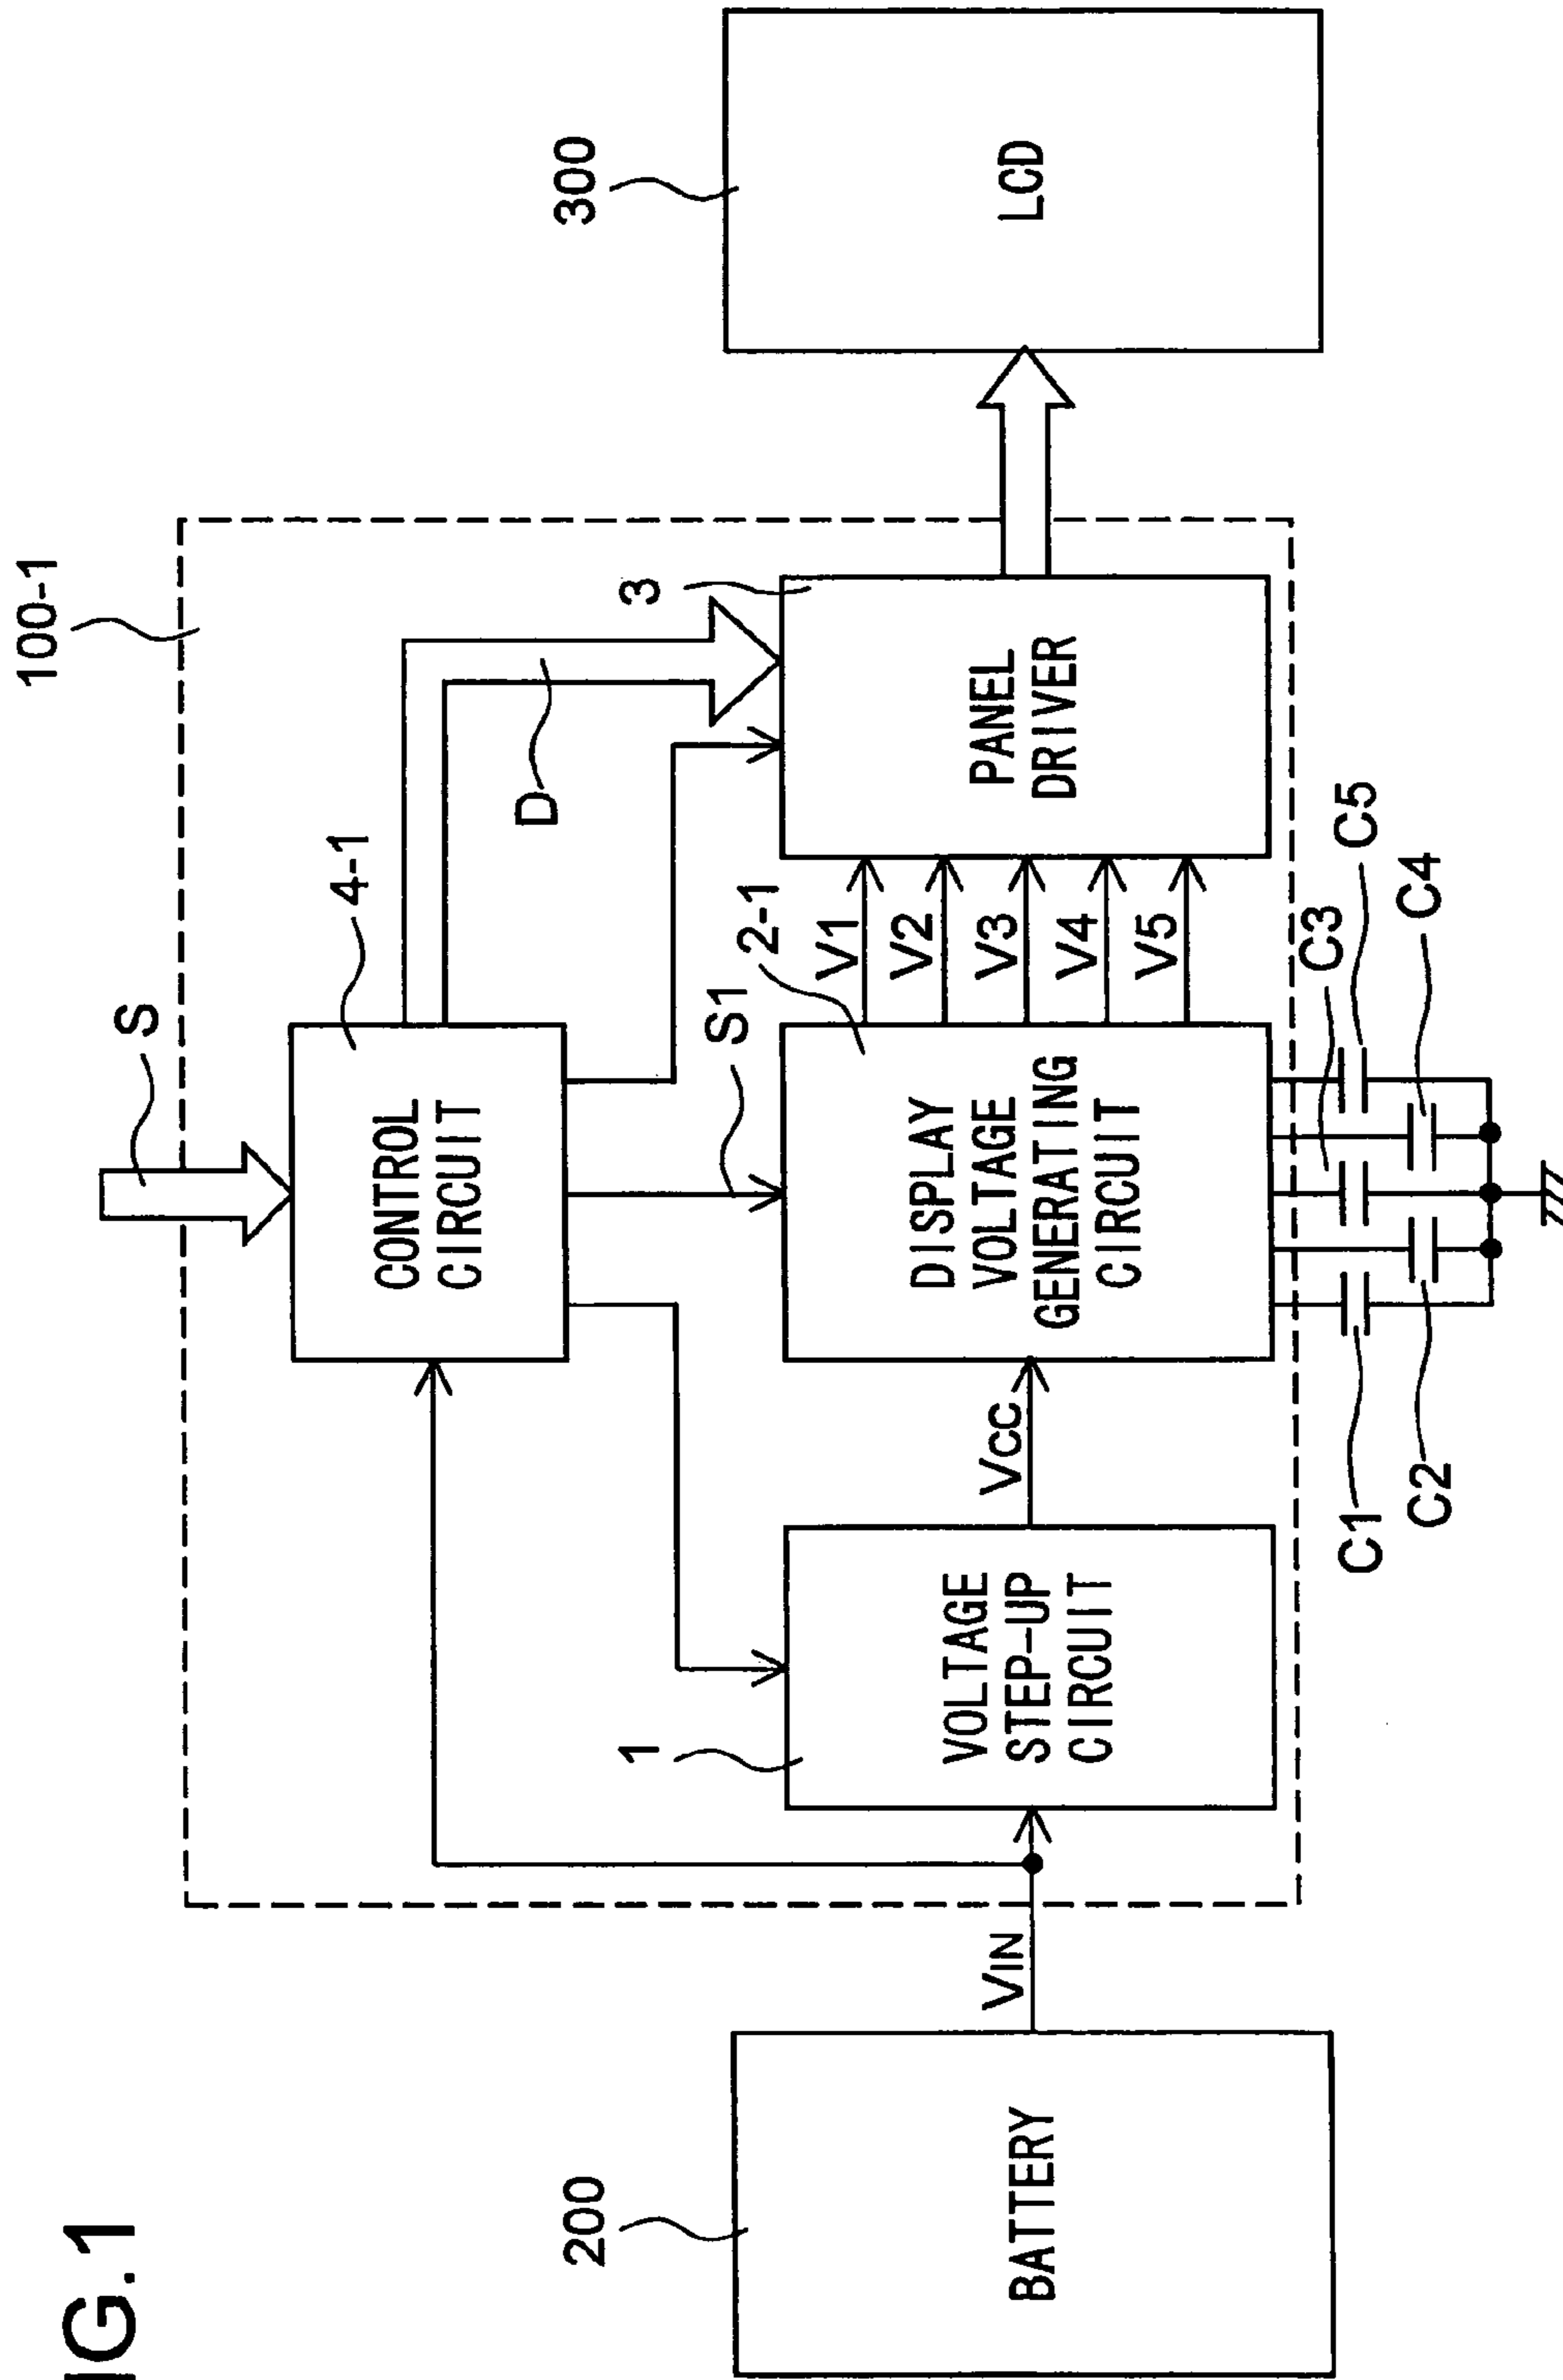 FIG.1
100-1
S
4-1
CONTROL
CIRCUIT
D
S1
200
BATTERY
VIN
1
VOLTAGE
STEP-UP
CIRCUIT
VCC
2-1
DISPLAY
VOLTAGE
GENERATING
CIRCUIT
V1
V2
V3
V4
V5
3
PANEL
DRIVER
300
LCD
C1
C2
C3
C4
C5